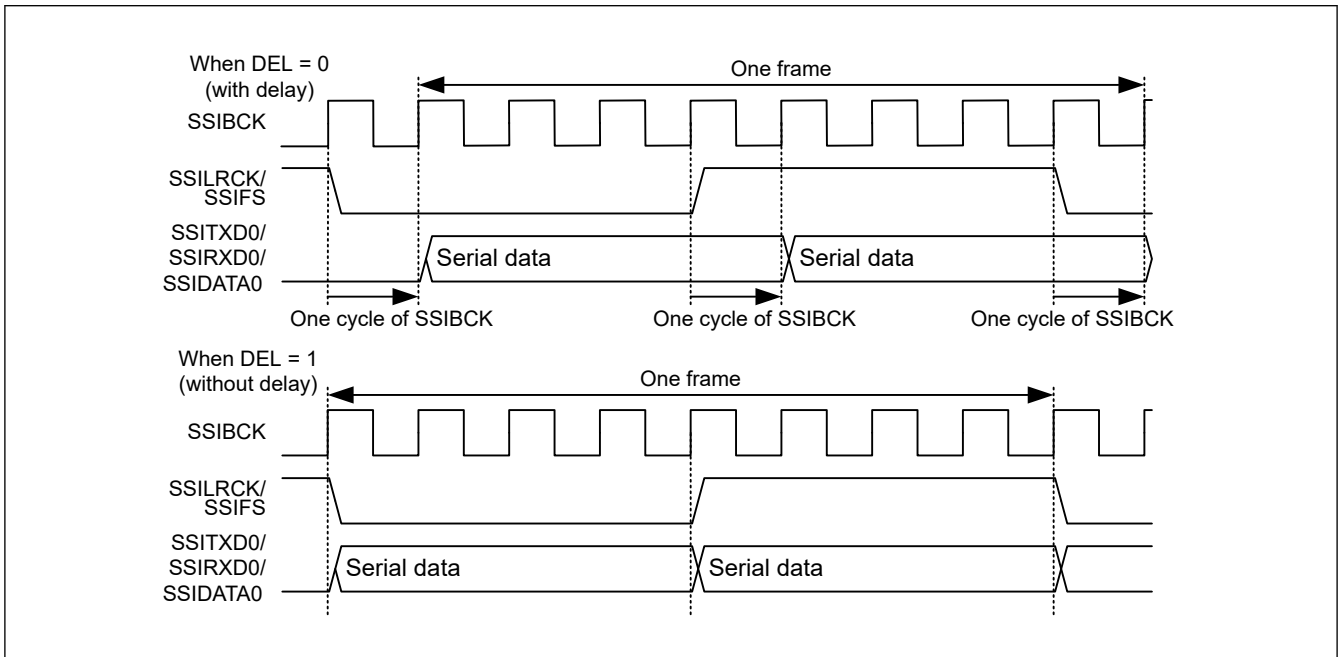 When DEL = 0
(with delay)
One frame
SSIBCK
SSILRCK/
SSIFS
SSITXD0/
SSIRXD0/
SSIDATA0
Serial data
Serial data
One cycle of SSIBCK
One cycle of SSIBCK
One cycle of SSIBCK
When DEL = 1
(without delay)
One frame
SSIBCK
SSILRCK/
SSIFS
SSITXD0/
SSIRXD0/
SSIDATA0
Serial data
Serial data